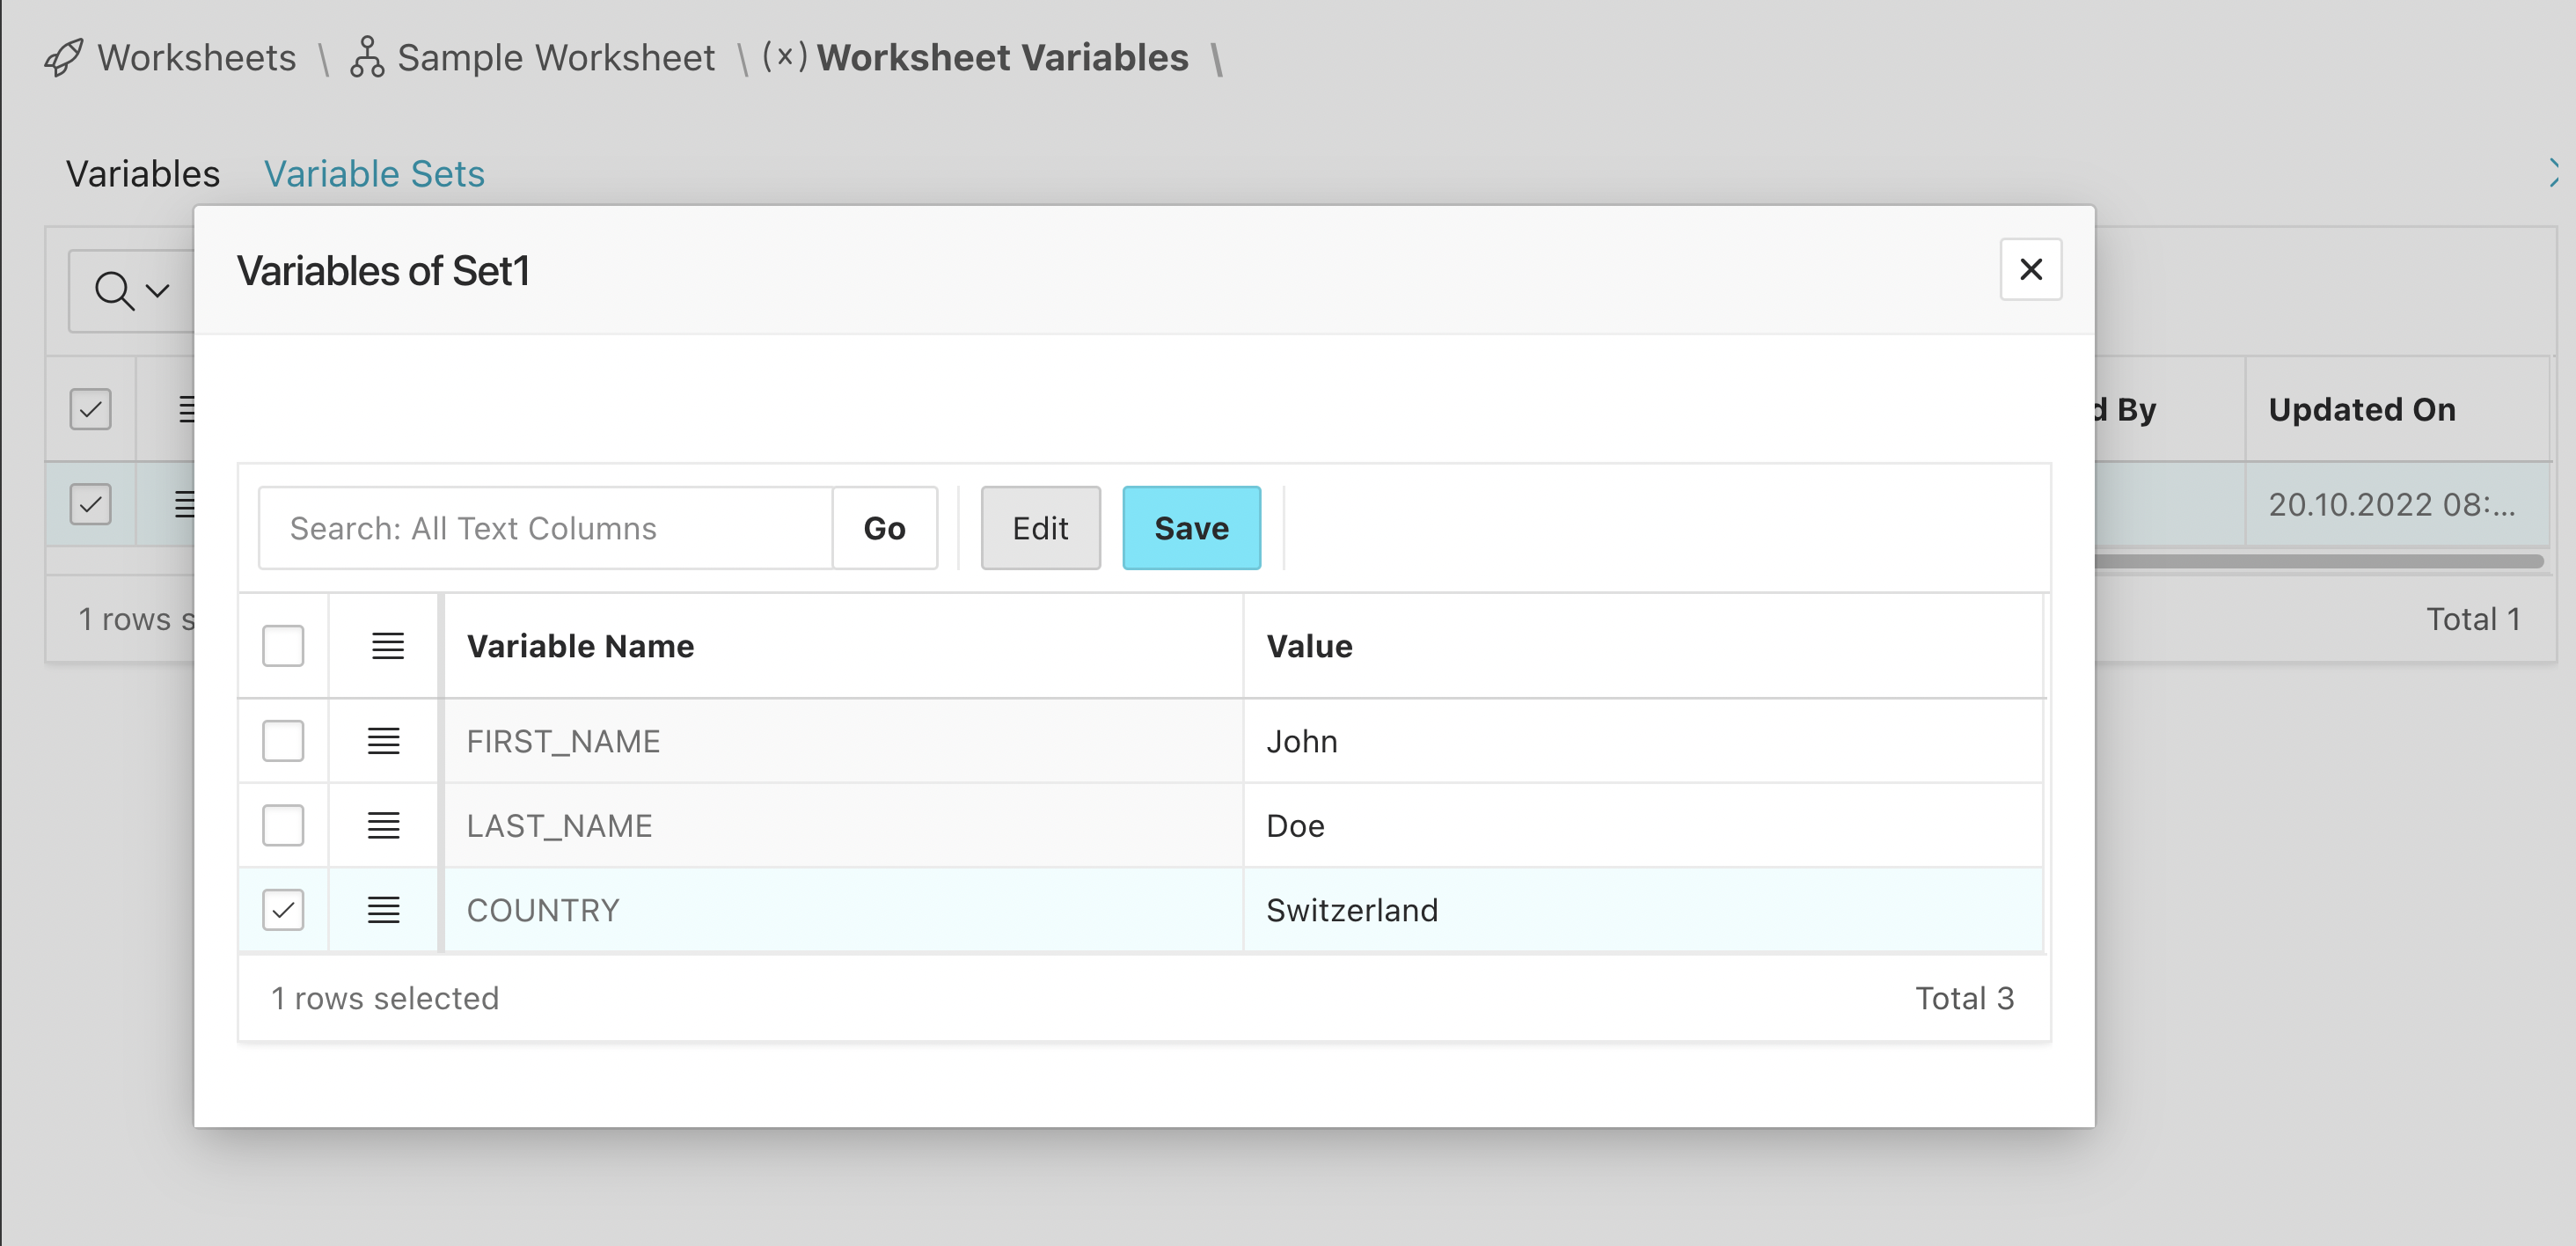 Worksheets \ Sample Worksheet \ (x) Worksheet Variables \
Variables Variable Sets
Variables of Set1
By Updated On
20.10.2022 08:...
1 rows
Total 1
Search: All Text Columns Go Edit Save
Variable Name Value
FIRST_NAME John
LAST_NAME Doe
COUNTRY Switzerland
1 rows selected Total 3